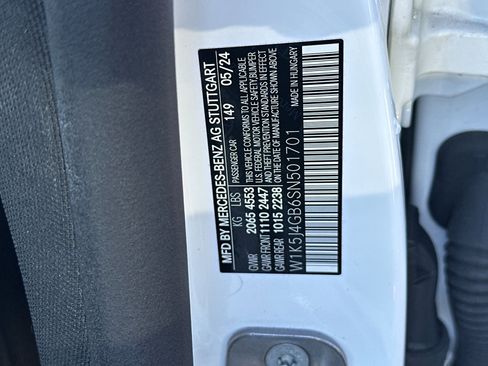 MFD BY MERCEDES-BENZ AG STUTTGART
149 05/24
PASSENGER CAR
KG LBS
GVWR 2065 4553
GAWR FRONT 1110 2447
GAWR REAR 1015 2238
THIS VEHICLE CONFORMS TO ALL APPLICABLE
U.S. FEDERAL MOTOR VEHICLE SAFETY, BUMPER
AND THEFT PREVENTION STANDARDS IN EFFECT
ON THE DATE OF MANUFACTURE SHOWN ABOVE
MADE IN HUNGARY
W1K5J4GB6SN501701